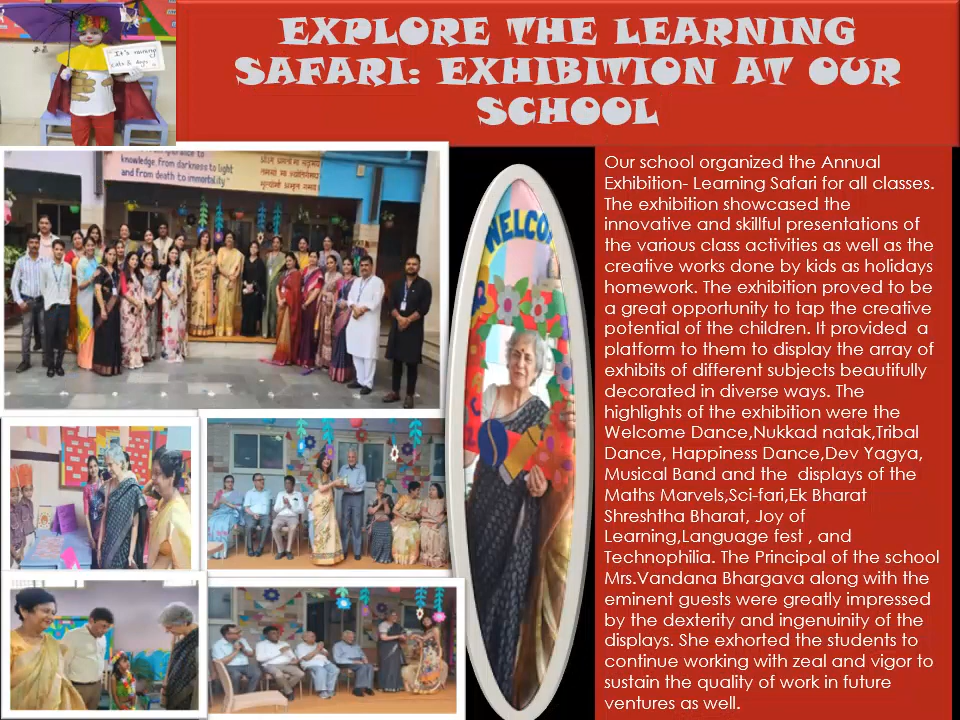 "It's raining
cats & dogs"
EXPLORE THE LEARNING
SAFARI: EXHIBITION AT OUR
SCHOOL
knowledge, from darkness to light
and from death to immortality"
WELCO
Our school organized the Annual
Exhibition- Learning Safari for all classes.
The exhibition showcased the
innovative and skillful presentations of
the various class activities as well as the
creative works done by kids as holidays
homework. The exhibition proved to be
a great opportunity to tap the creative
potential of the children. It provided  a
platform to them to display the array of
exhibits of different subjects beautifully
decorated in diverse ways. The
highlights of the exhibition were the
Welcome Dance,Nukkad natak,Tribal
Dance, Happiness Dance,Dev Yagya,
Musical Band and the  displays of the
Maths Marvels,Sci-fari,Ek Bharat
Shreshtha Bharat, Joy of
Learning,Language fest , and
Technophilia. The Principal of the school
Mrs.Vandana Bhargava along with the
eminent guests were greatly impressed
by the dexterity and ingenuinity of the
displays. She exhorted the students to
continue working with zeal and vigor to
sustain the quality of work in future
ventures as well.